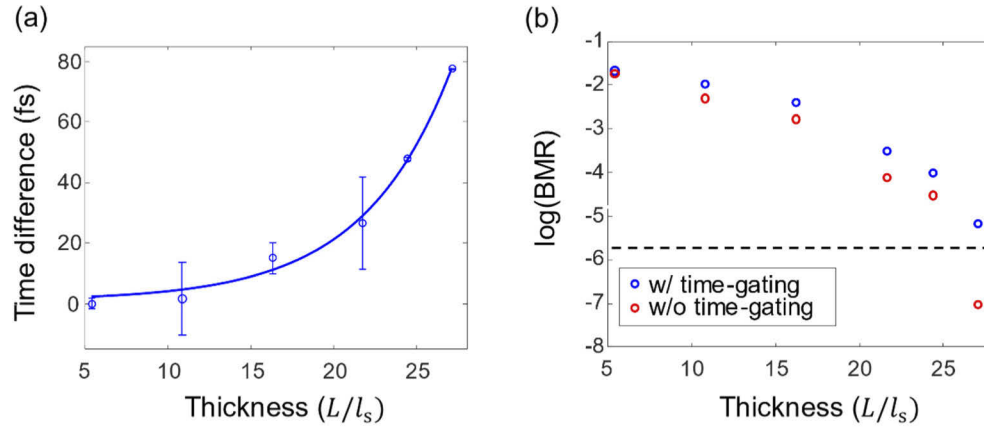 (a)
80
60
40
20
0
Time difference (fs)
5
10
15
20
25
Thickness (L/lₛ)
(b)
-1
-2
-3
-4
-5
-6
-7
-8
log(BMR)
w/ time-gating
w/o time-gating
5
10
15
20
25
Thickness (L/lₛ)